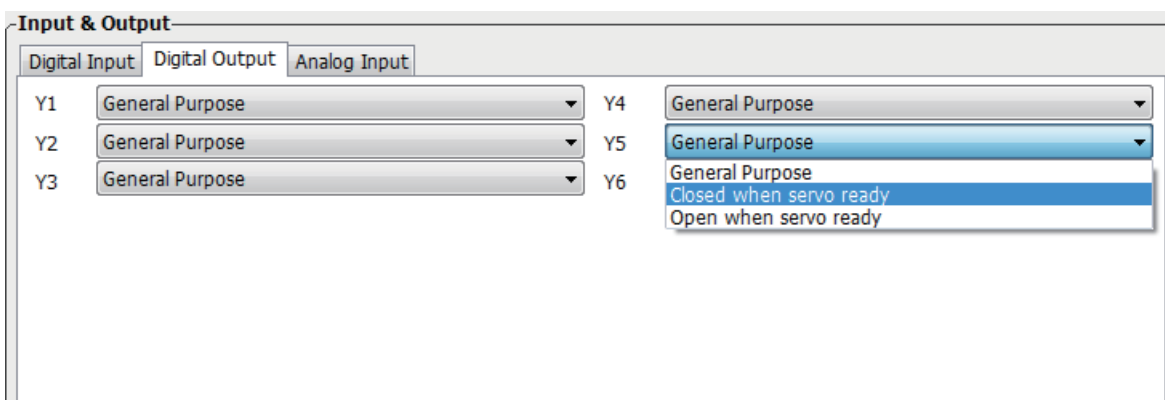 Input & Output
Digital Input Digital Output Analog Input
Y1 General Purpose Y4 General Purpose
Y2 General Purpose Y5 General Purpose
Y3 General Purpose Y6 General Purpose
Closed when servo ready
Open when servo ready